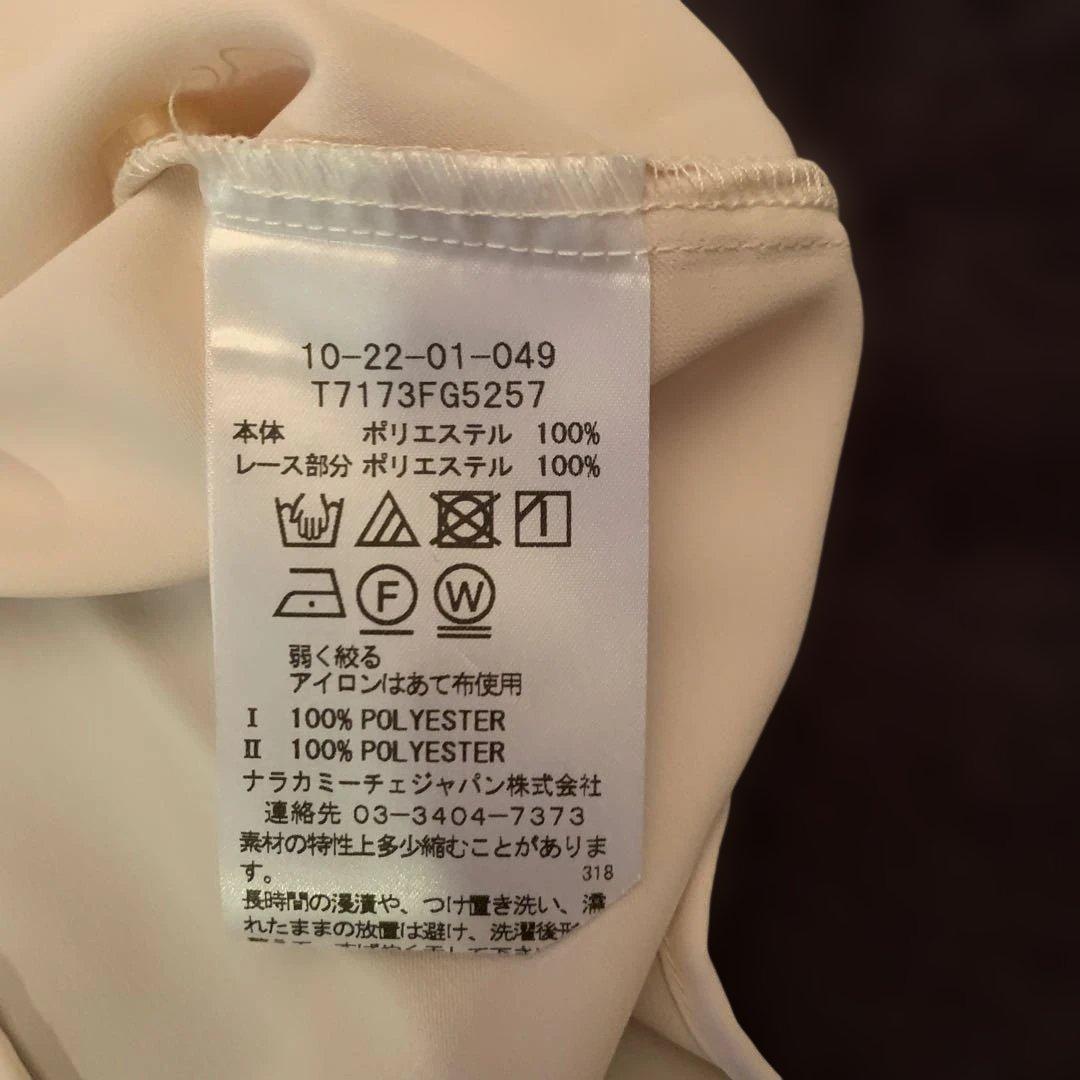 10-22-01-049
T7173FG5257
本体 ポリエステル 100%
レース部分 ポリエステル 100%
F W
弱く絞る
アイロンはあて布使用
Ⅰ 100% POLYESTER
Ⅱ 100% POLYESTER
ナラカミーチェジャパン株式会社
連絡先 03-3404-7373
素材の特性上多少縮むことがありま
す。 318
長時間の浸漬や、つけ置き洗い、濡
れたままの放置は避け、洗濯後形